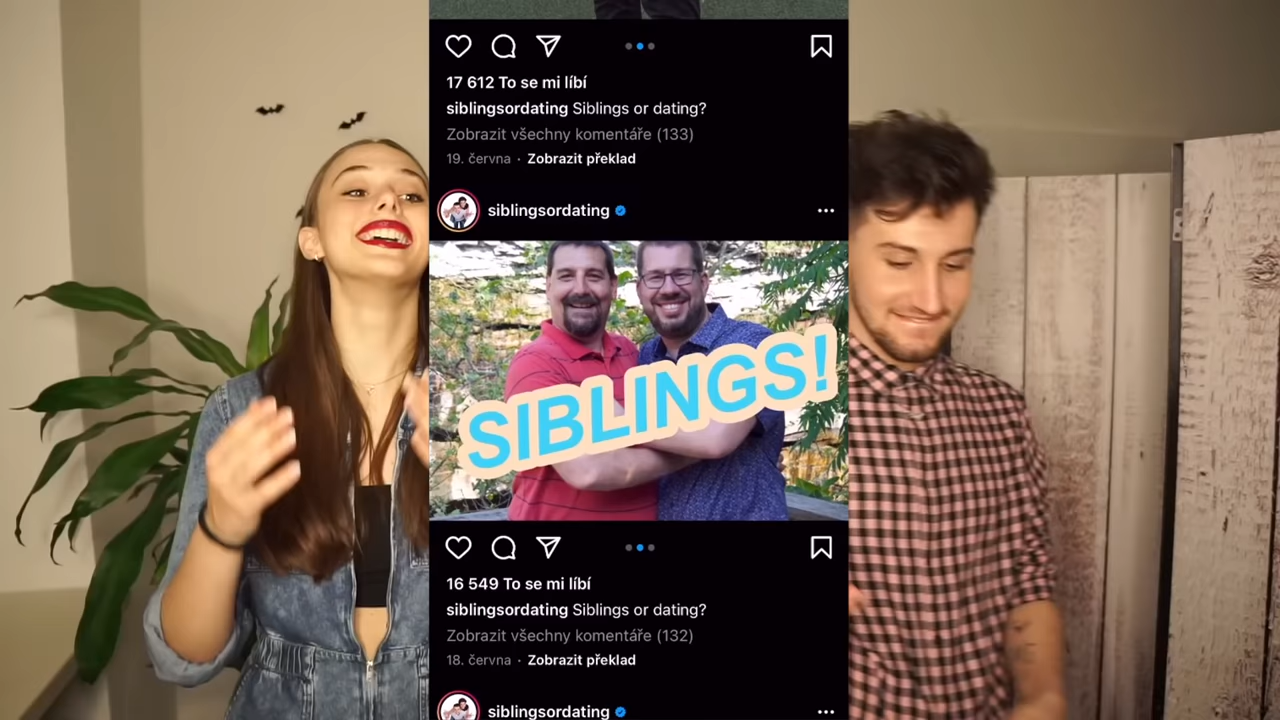 17 612 To se mi líbí
siblingsordating Siblings or dating?
Zobrazit všechny komentáře (133)
19. června · Zobrazit překlad
siblingsordating
SIBLINGS!
16 549 To se mi líbí
siblingsordating Siblings or dating?
Zobrazit všechny komentáře (132)
18. června · Zobrazit překlad
siblingsordating